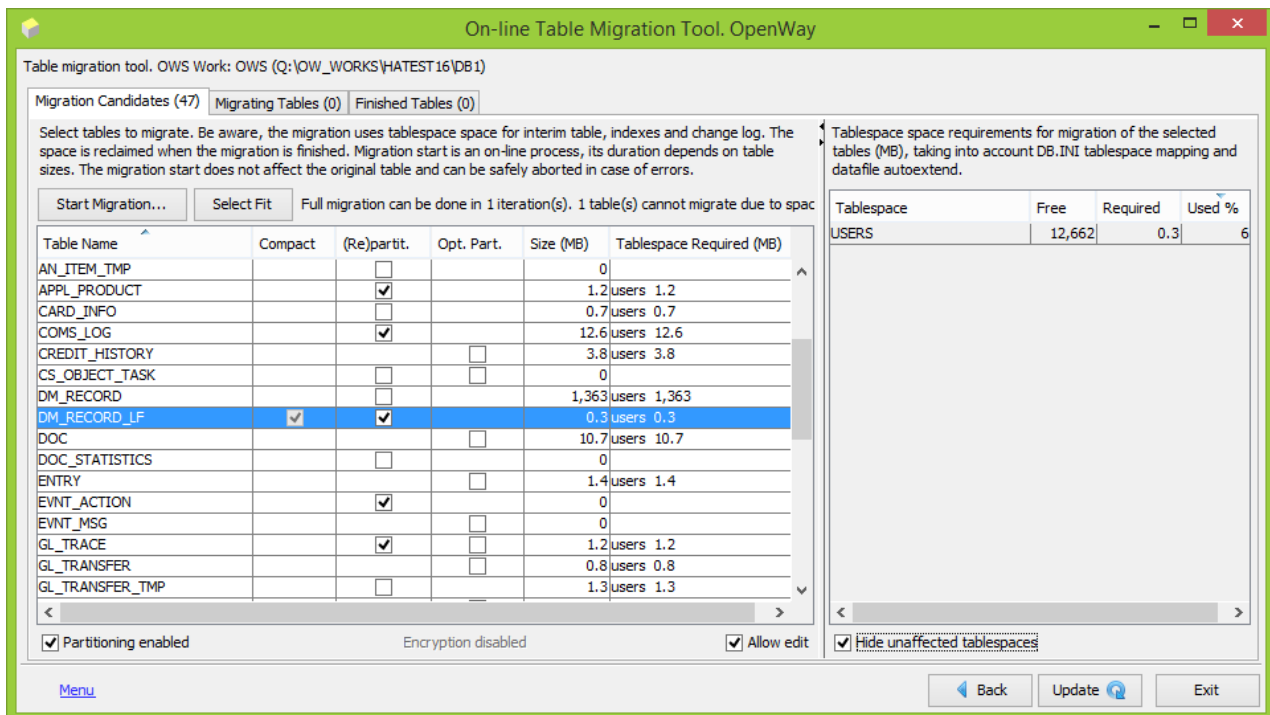 On-line Table Migration Tool. OpenWay
Table migration tool. OWS Work: OWS (Q:\OW_WORKS\HATEST16\DB1)
Migration Candidates (47) Migrating Tables (0) Finished Tables (0)
Select tables to migrate. Be aware, the migration uses tablespace space for interim table, indexes and change log. The
space is reclaimed when the migration is finished. Migration start is an on-line process, its duration depends on table
sizes. The migration start does not affect the original table and can be safely aborted in case of errors.
Start Migration... Select Fit Full migration can be done in 1 iteration(s). 1 table(s) cannot migrate due to spac
Table Name Compact (Re)partit. Opt. Part. Size (MB) Tablespace Required (MB)
AN_ITEM_TMP 0
APPL_PRODUCT 1.2 users 1.2
CARD_INFO 0.7 users 0.7
COMS_LOG 12.6 users 12.6
CREDIT_HISTORY 3.8 users 3.8
CS_OBJECT_TASK 0
DM_RECORD 1,363 users 1,363
DM_RECORD_LF 0.3 users 0.3
DOC 10.7 users 10.7
DOC_STATISTICS 0
ENTRY 1.4 users 1.4
EVNT_ACTION 0
EVNT_MSG 0
GL_TRACE 1.2 users 1.2
GL_TRANSFER 0.8 users 0.8
GL_TRANSFER_TMP 1.3 users 1.3
Partitioning enabled Encryption disabled Allow edit
Tablespace space requirements for migration of the selected
tables (MB), taking into account DB.INI tablespace mapping and
datafile autoextend.
Tablespace Free Required Used %
USERS 12,662 0.3 6
Hide unaffected tablespaces
Menu Back Update Exit